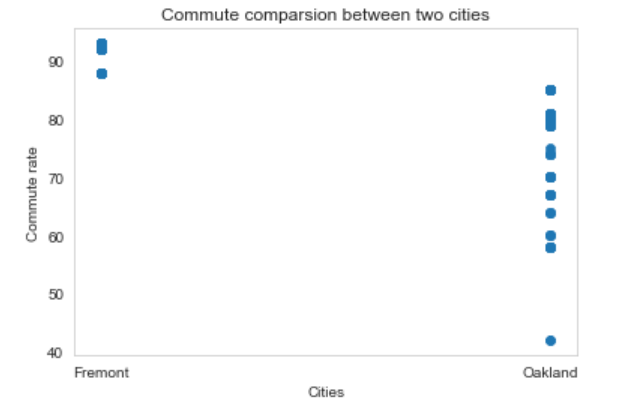 Commute comparsion between two cities
Commute rate
90
80
70
60
50
40
Fremont
Oakland
Cities